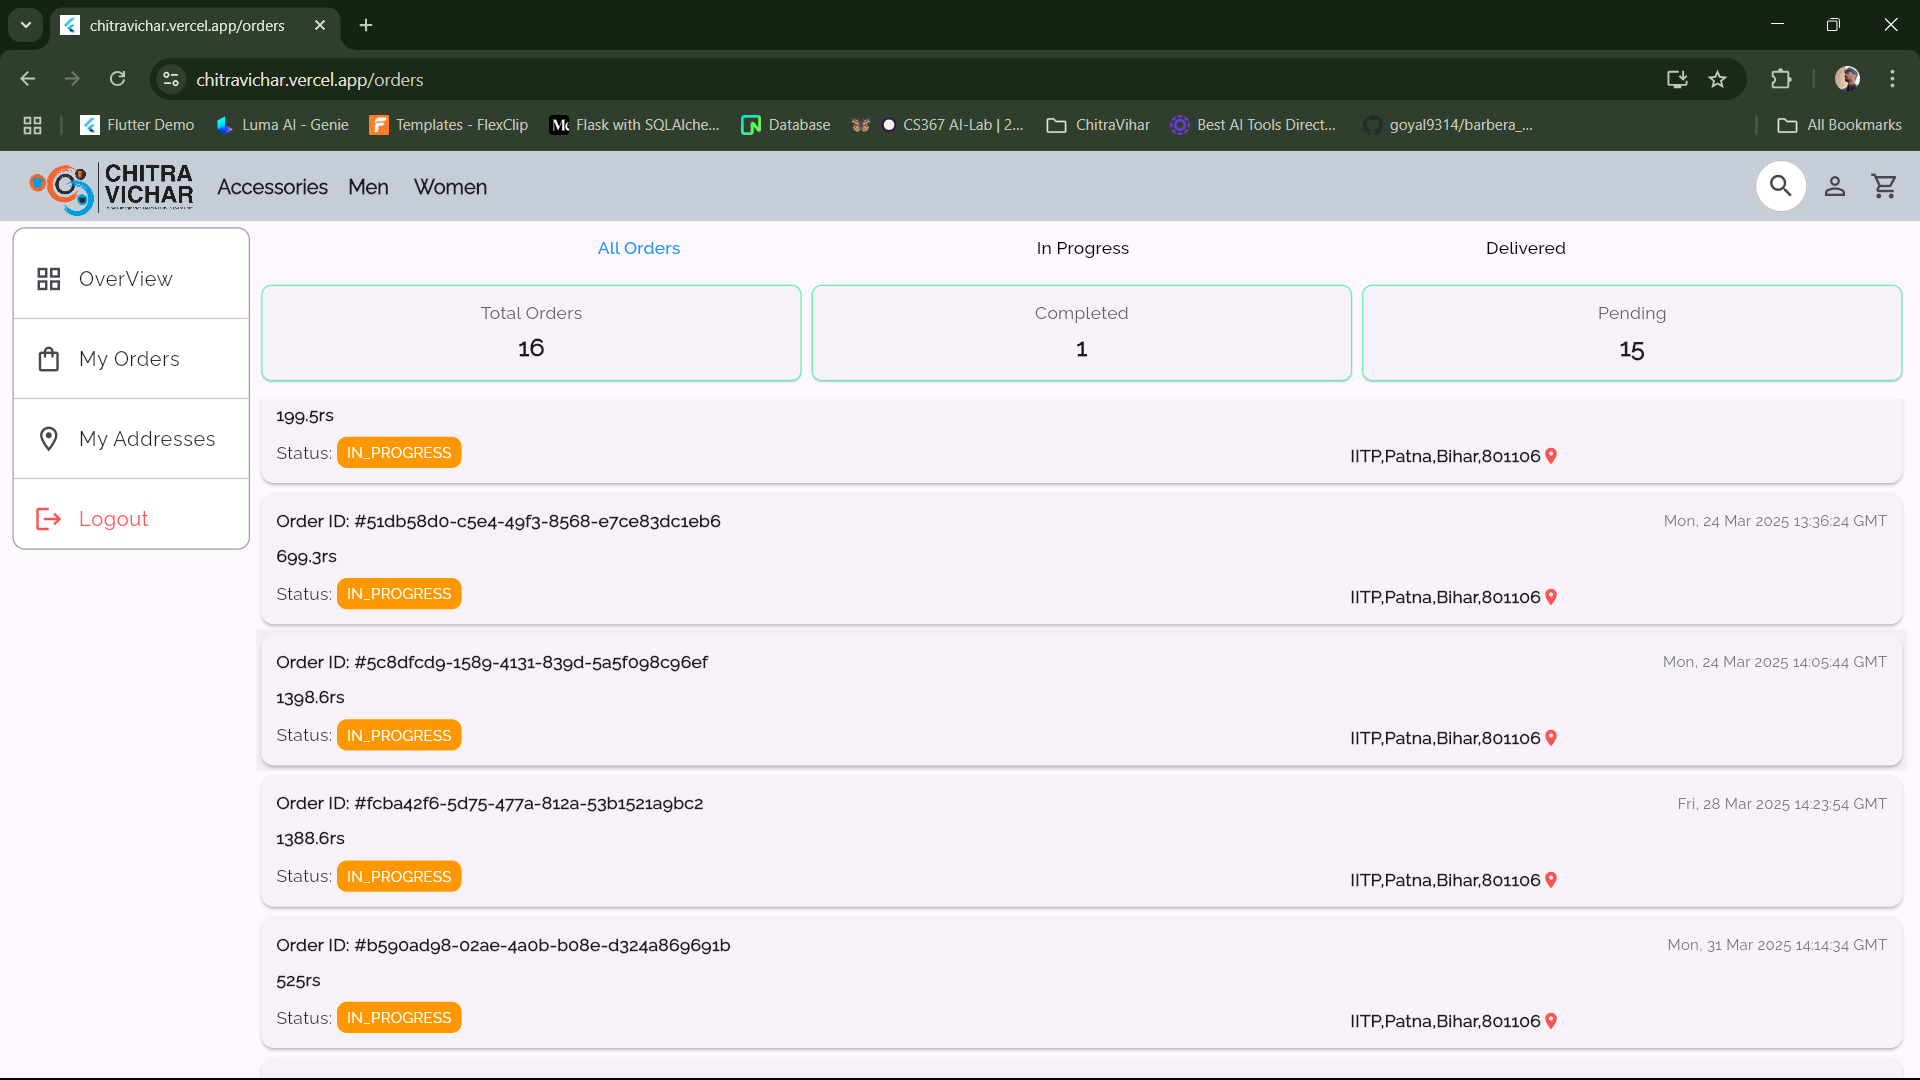 chitravichar.vercel.app/orders
chitravichar.vercel.app/orders
Flutter Demo
Luma AI - Genie
Templates - FlexClip
Flask with SQLAlche...
Database
CS367 AI-Lab | 2...
ChitraVihar
Best AI Tools Direct...
goyal9314/barbera_...
All Bookmarks
CHITRA
VICHAR
Accessories
Men
Women
OverView
My Orders
My Addresses
Logout
All Orders
In Progress
Delivered
Total Orders
16
Completed
1
Pending
15
199.5rs
Status: IN_PROGRESS
IITP,Patna,Bihar,801106
Order ID: #51db58d0-c5e4-49f3-8568-e7ce83dc1eb6
Mon, 24 Mar 2025 13:36:24 GMT
699.3rs
Status: IN_PROGRESS
IITP,Patna,Bihar,801106
Order ID: #5c8dfcd9-1589-4131-839d-5a5f098c96ef
Mon, 24 Mar 2025 14:05:44 GMT
1398.6rs
Status: IN_PROGRESS
IITP,Patna,Bihar,801106
Order ID: #fcba42f6-5d75-477a-812a-53b1521a9bc2
Fri, 28 Mar 2025 14:23:54 GMT
1388.6rs
Status: IN_PROGRESS
IITP,Patna,Bihar,801106
Order ID: #b590ad98-02ae-4a0b-b08e-d324a869691b
Mon, 31 Mar 2025 14:14:34 GMT
525rs
Status: IN_PROGRESS
IITP,Patna,Bihar,801106